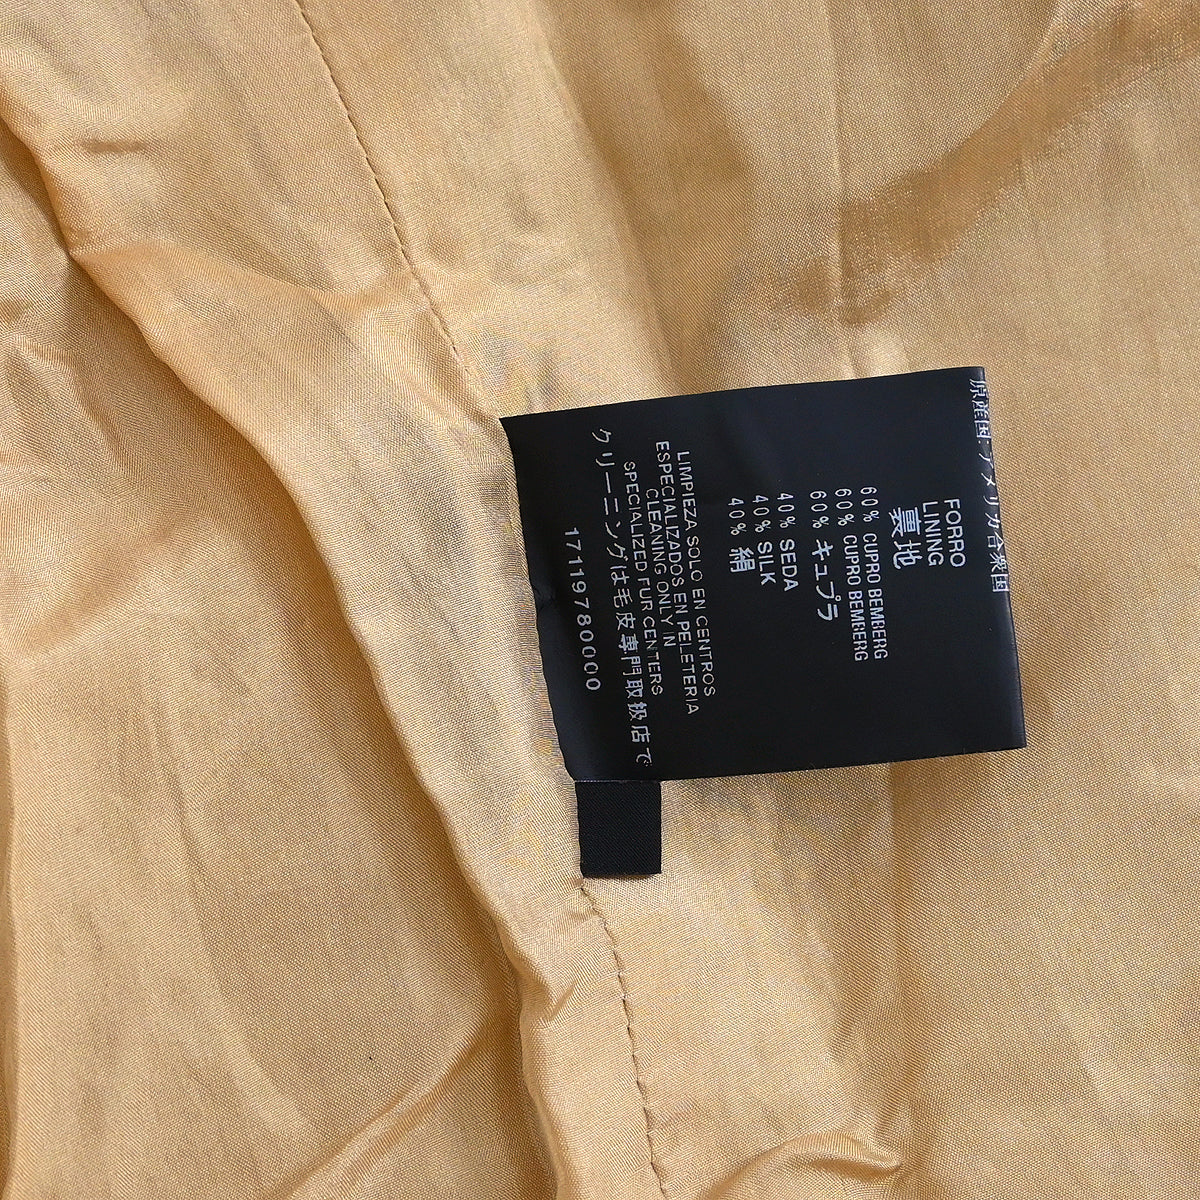 原産国:アメリカ合衆国
FORRO
LINING
裏地
60% CUPRO BEMBERG
60% CUPRO BEMBERG
60% キュプラ
40% SEDA
40% SILK
40% 絹
LIMPIEZA SOLO EN CENTROS
ESPECIALIZADOS EN PELETERIA
CLEANING ONLY IN
SPECIALIZED FUR CENTERS
クリーニングは毛皮専門取扱店で
17119780000